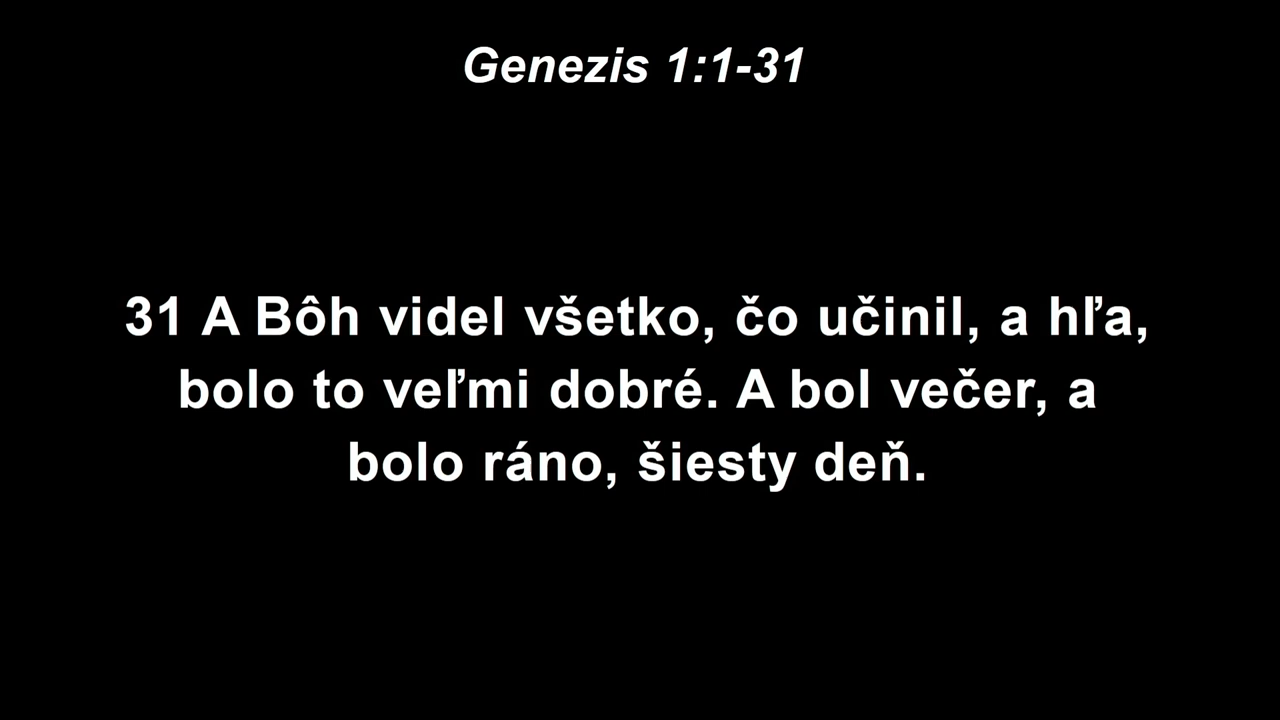 Genezis 1:1-31
31 A Bôh videl všetko, čo učinil, a hľa,
bolo to veľmi dobré. A bol večer, a
bolo ráno, šiesty deň.